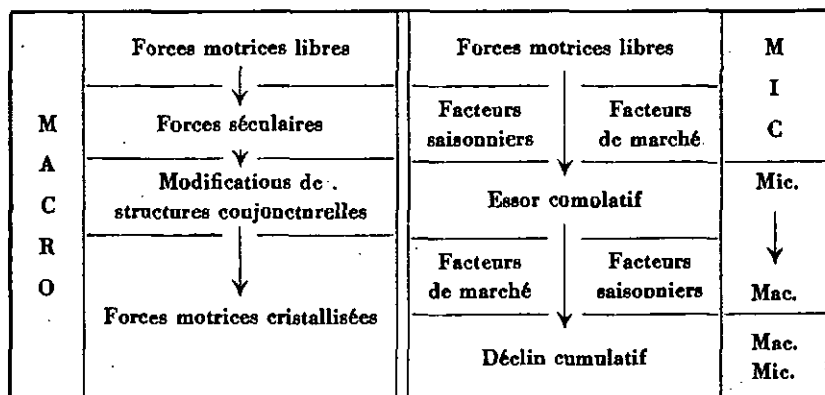 M
A
C
R
O
Forces motrices libres
Forces séculaires
Modifications de
structures conjoncturelles
Forces motrices cristallisées
Forces motrices libres
Facteurs
saisonniers
Facteurs
de marché
Essor comolatif
Facteurs
de marché
Facteurs
saisonniers
Déclin cumulatif
M
I
C
Mic.
Mac.
Mac.
Mic.